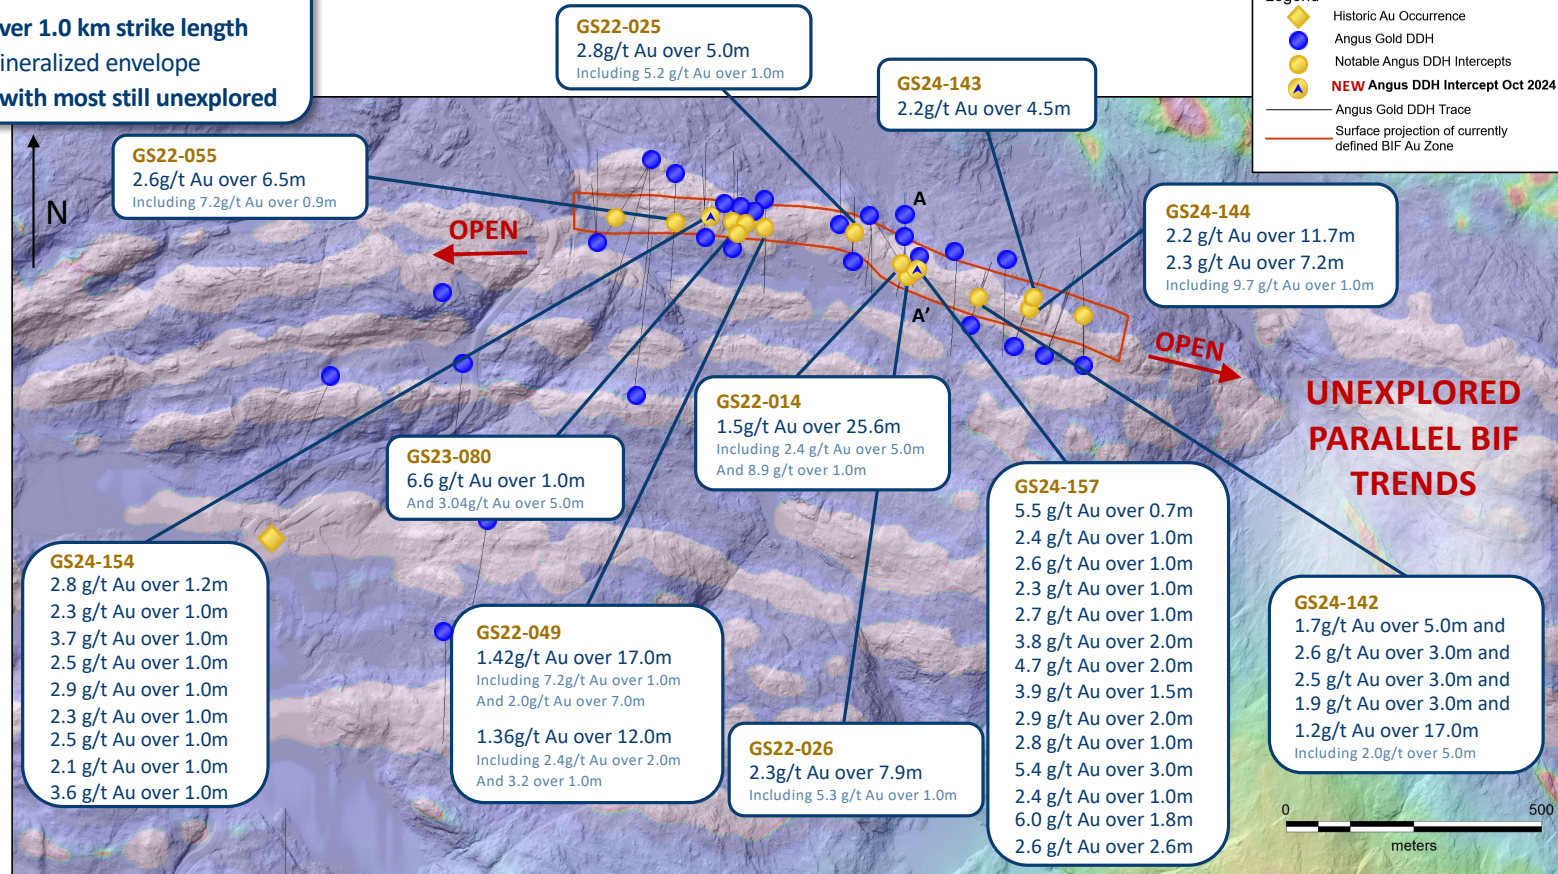 ver 1.0 km strike length
ineralized envelope
with most still unexplored
GS22-025
2.8g/t Au over 5.0m
Including 5.2 g/t Au over 1.0m
GS24-143
2.2g/t Au over 4.5m
Legend
Historic Au Occurrence
Angus Gold DDH
Notable Angus DDH Intercepts
NEW Angus DDH Intercept Oct 2024
Angus Gold DDH Trace
Surface projection of currently
defined BIF Au Zone
N
GS22-055
2.6g/t Au over 6.5m
Including 7.2g/t Au over 0.9m
OPEN
A
A’
GS24-144
2.2 g/t Au over 11.7m
2.3 g/t Au over 7.2m
Including 9.7 g/t Au over 1.0m
OPEN
UNEXPLORED
PARALLEL BIF
TRENDS
GS22-014
1.5g/t Au over 25.6m
Including 2.4 g/t Au over 5.0m
And 8.9 g/t over 1.0m
GS23-080
6.6 g/t Au over 1.0m
And 3.04g/t Au over 5.0m
GS24-157
5.5 g/t Au over 0.7m
2.4 g/t Au over 1.0m
2.6 g/t Au over 1.0m
2.3 g/t Au over 1.0m
2.7 g/t Au over 1.0m
3.8 g/t Au over 2.0m
4.7 g/t Au over 2.0m
3.9 g/t Au over 1.5m
2.9 g/t Au over 2.0m
2.8 g/t Au over 1.0m
5.4 g/t Au over 3.0m
2.4 g/t Au over 1.0m
6.0 g/t Au over 1.8m
2.6 g/t Au over 2.6m
GS24-154
2.8 g/t Au over 1.2m
2.3 g/t Au over 1.0m
3.7 g/t Au over 1.0m
2.5 g/t Au over 1.0m
2.9 g/t Au over 1.0m
2.3 g/t Au over 1.0m
2.5 g/t Au over 1.0m
2.1 g/t Au over 1.0m
3.6 g/t Au over 1.0m
GS22-049
1.42g/t Au over 17.0m
Including 7.2g/t Au over 1.0m
And 2.0g/t Au over 7.0m
1.36g/t Au over 12.0m
Including 2.4g/t Au over 2.0m
And 3.2 over 1.0m
GS22-026
2.3g/t Au over 7.9m
Including 5.3 g/t Au over 1.0m
GS24-142
1.7g/t Au over 5.0m and
2.6 g/t Au over 3.0m and
2.5 g/t Au over 3.0m and
1.9 g/t Au over 3.0m and
1.2g/t Au over 17.0m
Including 2.0g/t over 5.0m
0 500
meters